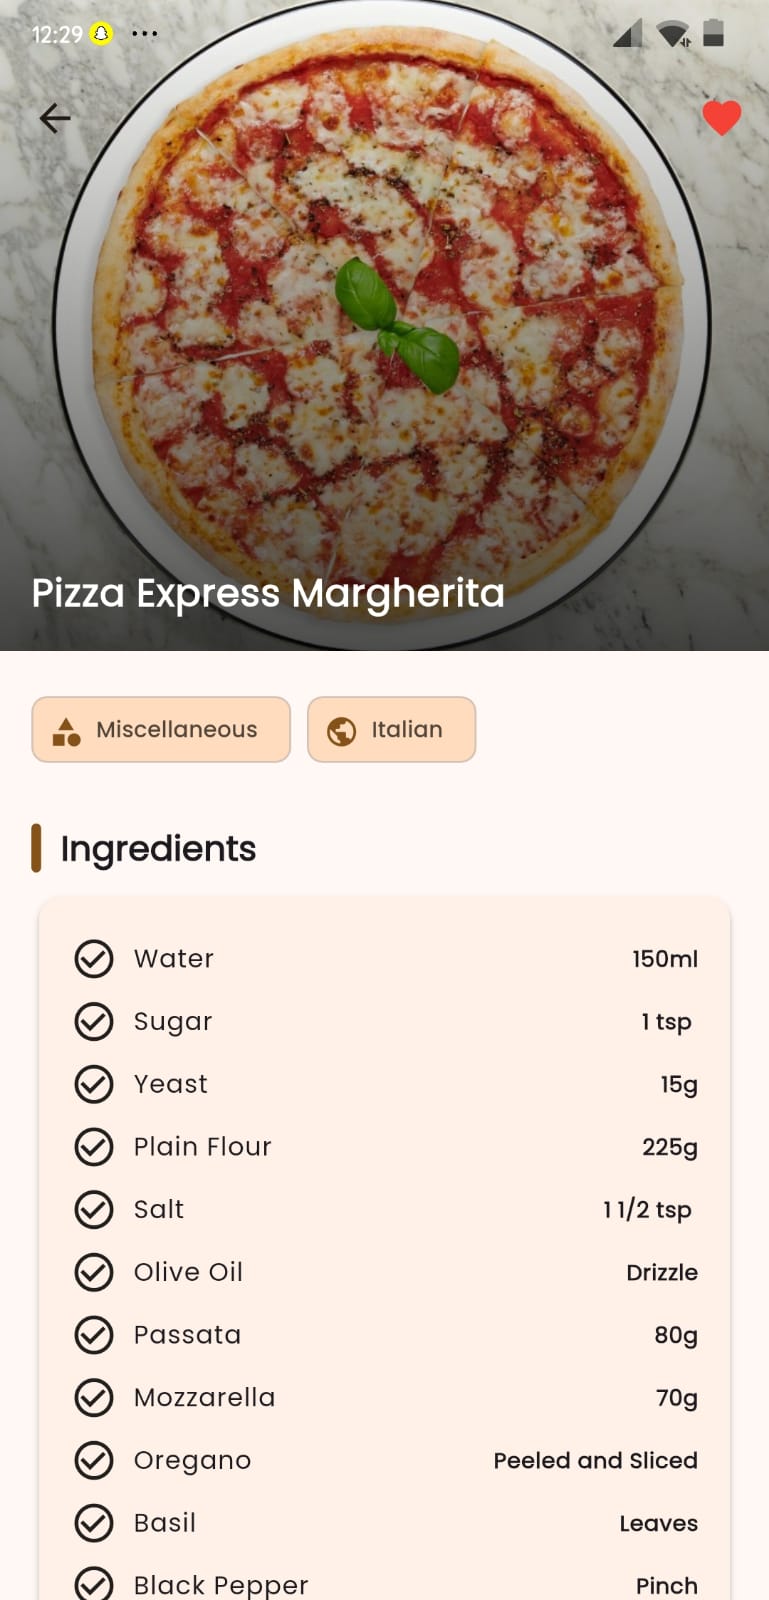 12:29
Pizza Express Margherita
Miscellaneous Italian
Ingredients
Water 150ml
Sugar 1 tsp
Yeast 15g
Plain Flour 225g
Salt 1 1/2 tsp
Olive Oil Drizzle
Passata 80g
Mozzarella 70g
Oregano Peeled and Sliced
Basil Leaves
Black Pepper Pinch